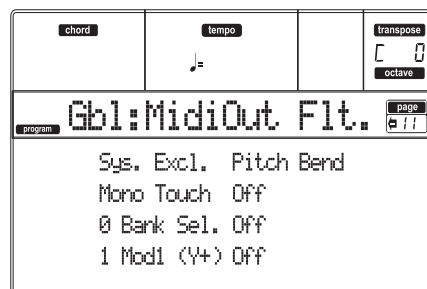 chord
tempo
♩=
transpose
[ 0
octave
program
Gbl:MidiOut Flt.
page
11
Sys. Excl. Pitch Bend
Mono Touch Off
0 Bank Sel. Off
1 Mod1 (Y+) Off